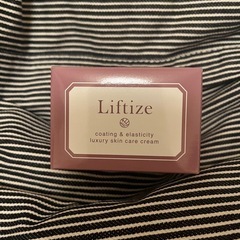 Liftize
coating & elasticity
luxury skin care cream